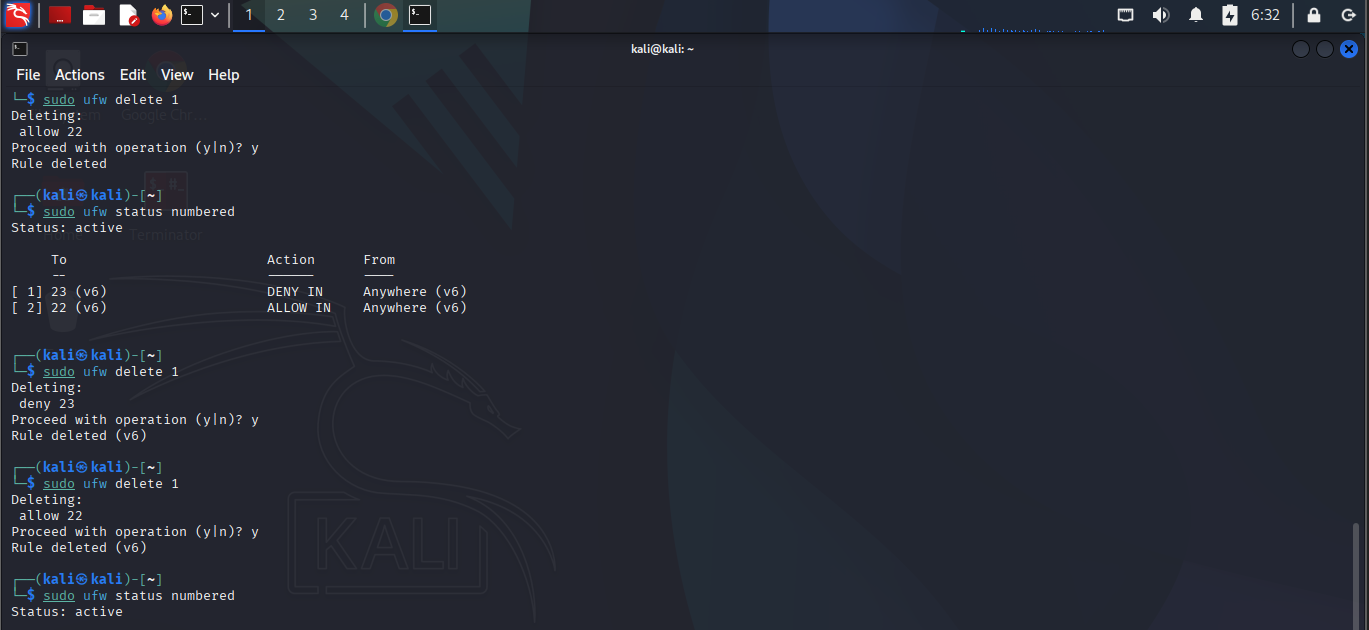 1 2 3 4 6:32
kali@kali: ~
File Actions Edit View Help
└─$ sudo ufw delete 1
Deleting:
 allow 22
Proceed with operation (y|n)? y
Rule deleted
┌──(kali㉿kali)-[~]
└─$ sudo ufw status numbered
Status: active
     To                         Action      From
     --                         ------      ----
[ 1] 23 (v6)                    DENY IN     Anywhere (v6)
[ 2] 22 (v6)                    ALLOW IN    Anywhere (v6)
┌──(kali㉿kali)-[~]
└─$ sudo ufw delete 1
Deleting:
 deny 23
Proceed with operation (y|n)? y
Rule deleted (v6)
┌──(kali㉿kali)-[~]
└─$ sudo ufw delete 1
Deleting:
 allow 22
Proceed with operation (y|n)? y
Rule deleted (v6)
┌──(kali㉿kali)-[~]
└─$ sudo ufw status numbered
Status: active
Google Chr...
Terminator
KALI